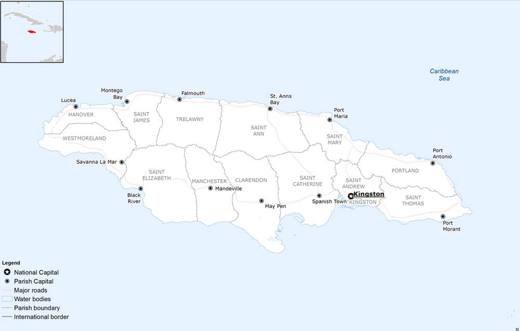 Caribbean
Sea
Montego
Bay
Falmouth
Lucea
St. Anns
Bay
Port
Maria
HANOVER
SAINT
JAMES
TRELAWNY
SAINT
ANN
SAINT
MARY
WESTMORELAND
Port
Antonio
Savanna La Mar
SAINT
ELIZABETH
MANCHESTER
CLARENDON
SAINT
CATHERINE
SAINT
ANDREW
PORTLAND
Mandeville
Black
River
May Pen
Spanish Town
Kingston
KINGSTON
SAINT
THOMAS
Port
Morant
Legend
National Capital
Parish Capital
Major roads
Water bodies
Parish boundary
International border